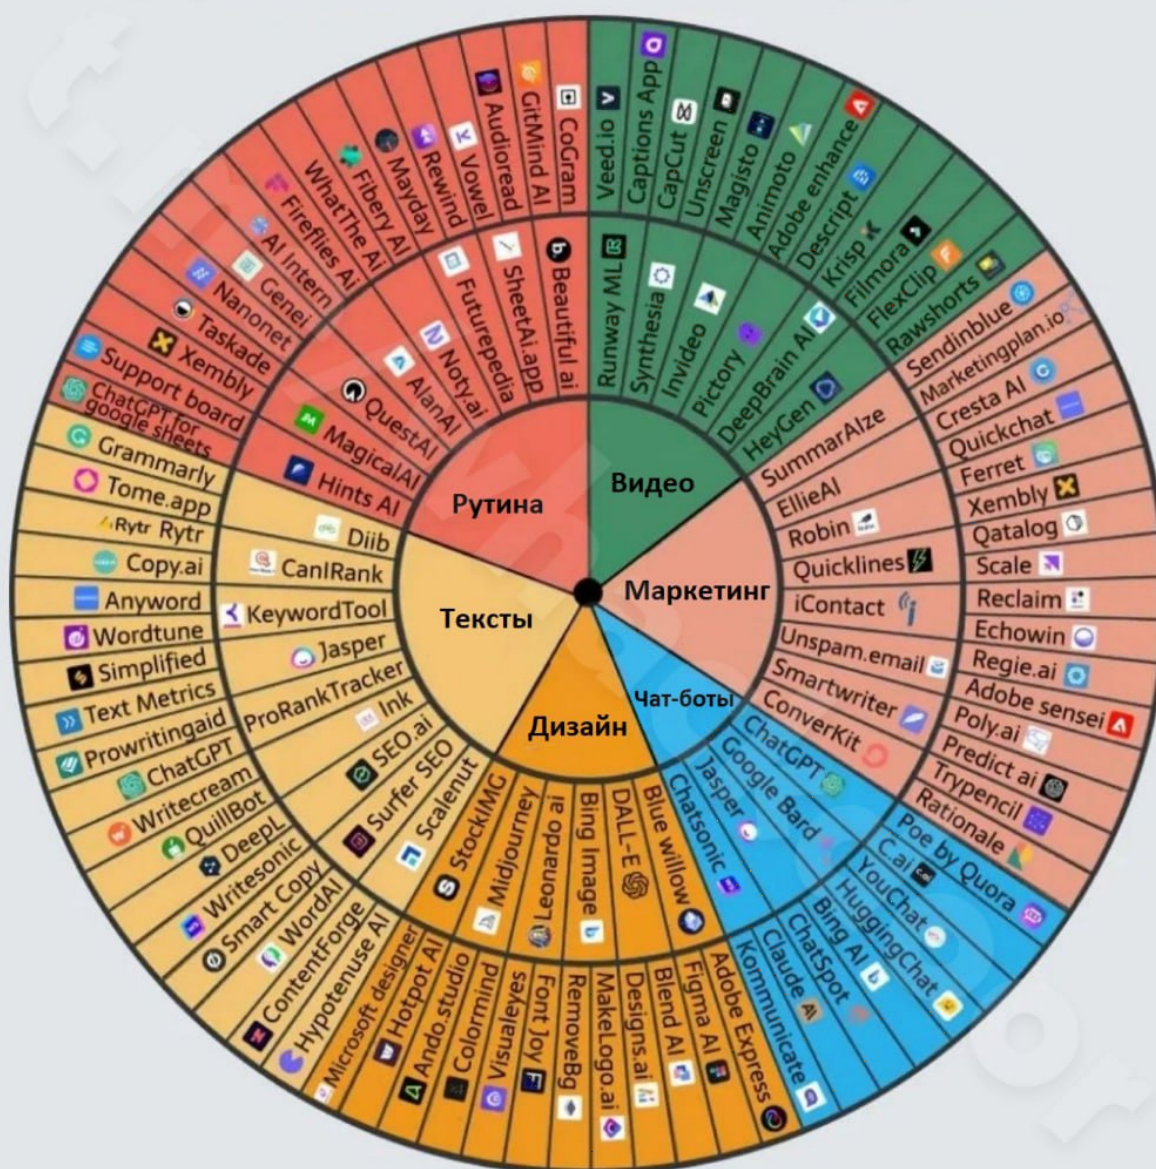 Рутина
Видео
Маркетинг
Чат-боты
Дизайн
Тексты
Veed.io
Captions App
CapCut
Unscreen
Magisto
Animoto
Adobe enhance
Descript
Krisp
Filmora
FlexClip
Rawshorts
Runway ML
Synthesia
Invideo
Pictory
DeepBrain AI
HeyGen
Sendinblue
Marketingplan.io
Cresta AI
Quickchat
Ferret
Xembly
Qatalog
Scale
Reclaim
Echowin
Regie.ai
Adobe sensei
Poly.ai
Predict ai
Trypencil
Rationale
SummarAIze
EllieAI
Robin
Quicklines
iContact
Unspam.email
Smartwriter
ConverKit
Poe by Quora
C.ai
YouChat
HuggingChat
Bing AI
ChatSpot
Claude
Kommunicate
ChatGPT
Google Bard
Jasper
Chatsonic
Adobe Express
Figma AI
Blend AI
Designs.ai
MakeLogo.ai
RemoveBg
Font Joy
Visualeyes
Colormind
Ando.studio
Hotpot AI
Microsoft designer
Blue willow
DALL-E
Bing Image
Leonardo ai
Midjourney
StockIMG
Hypotenuse AI
ContentForge
WordAI
Smart Copy
Writesonic
DeepL
QuillBot
Writecream
ChatGPT
Prowritingaid
Text Metrics
Simplified
Wordtune
Anyword
Copy.ai
Rytr Rytr
Tome.app
Grammarly
Scalenut
Surfer SEO
SEO.ai
Ink
ProRankTracker
Jasper
KeywordTool
CanIRank
Diib
ChatGPT for
google sheets
Support board
Xembly
Taskade
Nanonet
Genei
AI Intern
Fireflies Ai
WhatThe Ai
Fibery AI
Mayday
Rewind
Vowel
Audioread
GitMind AI
CoGram
Hints AI
MagicalAI
QuestAI
AlanAI
Noty.ai
Futurepedia
SheetAi.app
Beautiful ai